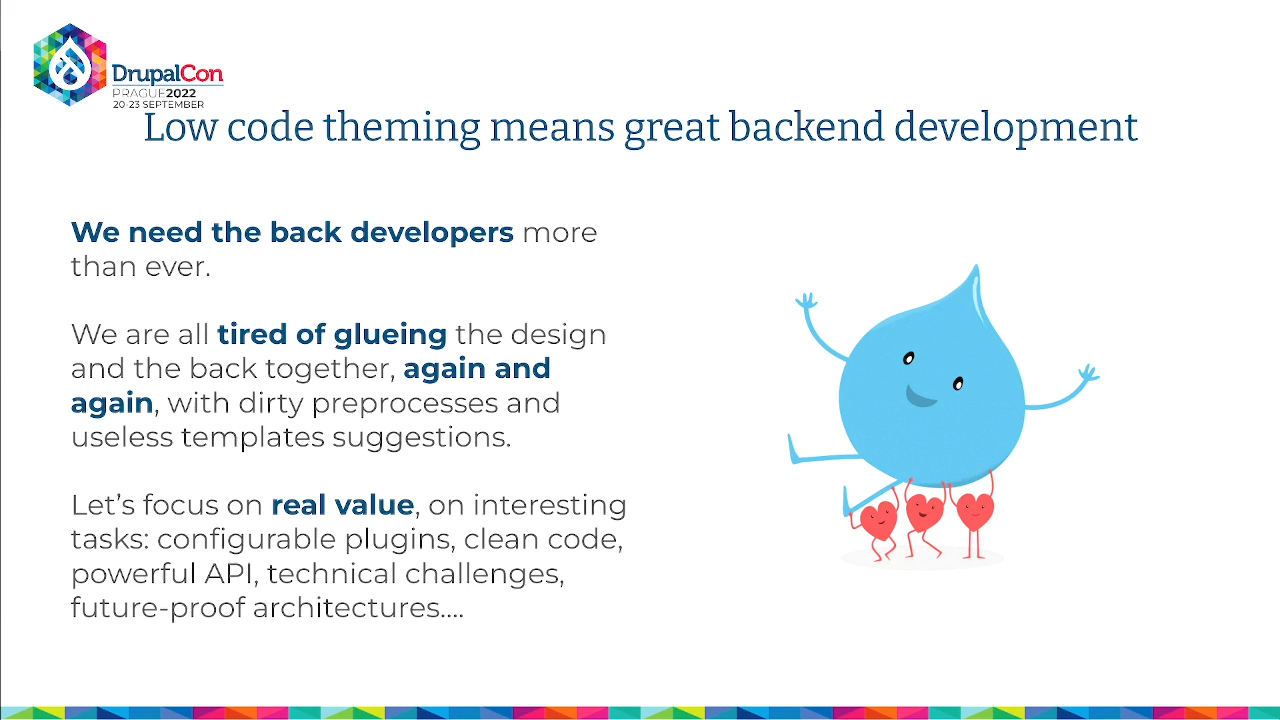 DrupalCon
PRAGUE2022
20-23 SEPTEMBER
Low code theming means great backend development
We need the back developers more
than ever.
We are all tired of glueing the design
and the back together, again and
again, with dirty preprocesses and
useless templates suggestions.
Let’s focus on real value, on interesting
tasks: configurable plugins, clean code,
powerful API, technical challenges,
future-proof architectures....